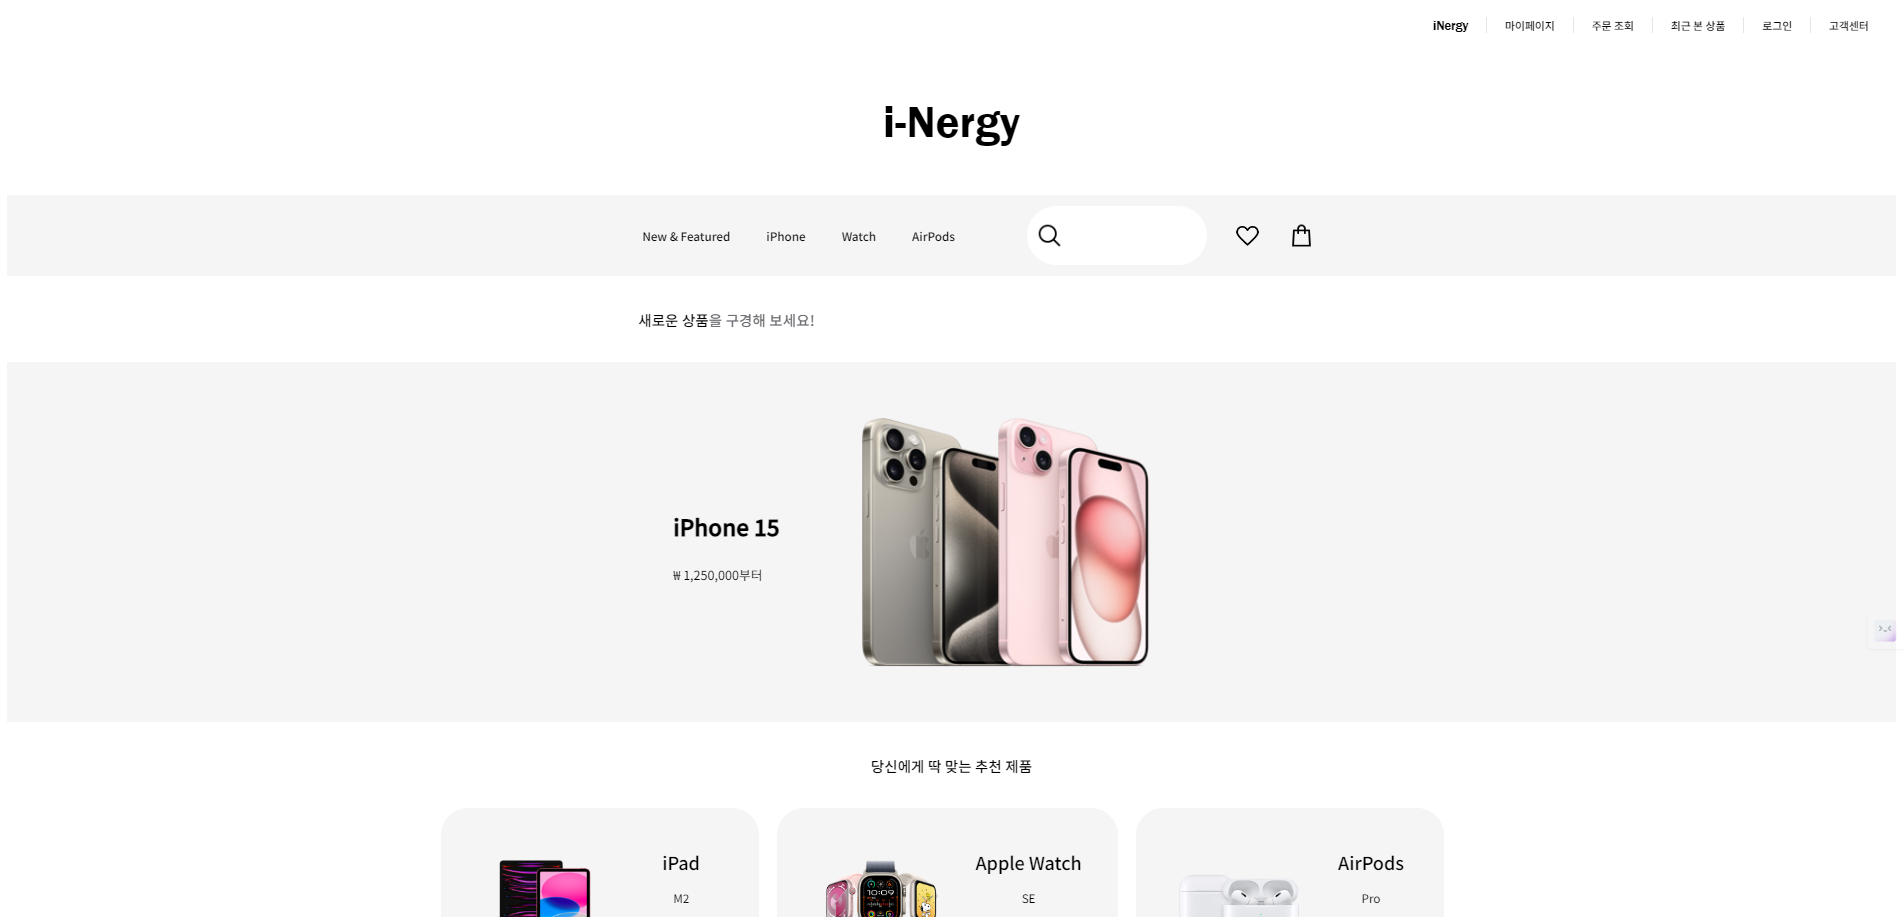 iNergy 마이페이지 주문 조회 최근 본 상품 로그인 고객센터
i-Nergy
New & Featured iPhone Watch AirPods
새로운 상품을 구경해 보세요!
iPhone 15
₩ 1,250,000부터
당신에게 딱 맞는 추천 제품
iPad
M2
Apple Watch
SE
10:09
AirPods
Pro